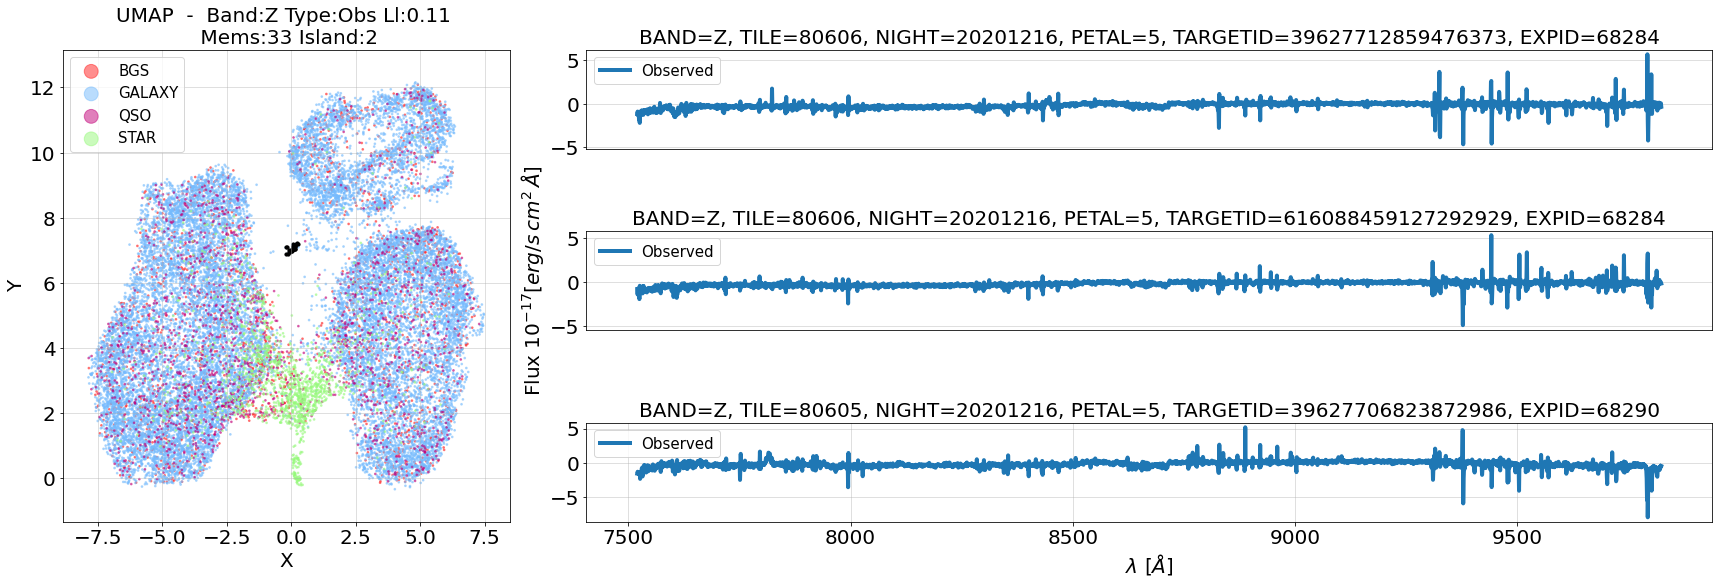 UMAP - Band:Z Type:Obs Ll:0.11
Mems:33 Island:2
BGS
GALAXY
QSO
STAR
12
10
8
6
4
2
0
Y
−7.5 −5.0 −2.5 0.0 2.5 5.0 7.5
X
Flux 10^{-17}[erg/s cm^2 Å]
BAND=Z, TILE=80606, NIGHT=20201216, PETAL=5, TARGETID=39627712859476373, EXPID=68284
Observed
5
0
−5
BAND=Z, TILE=80606, NIGHT=20201216, PETAL=5, TARGETID=616088459127292929, EXPID=68284
Observed
5
0
−5
BAND=Z, TILE=80605, NIGHT=20201216, PETAL=5, TARGETID=39627706823872986, EXPID=68290
Observed
5
0
−5
7500 8000 8500 9000 9500
λ [Å]